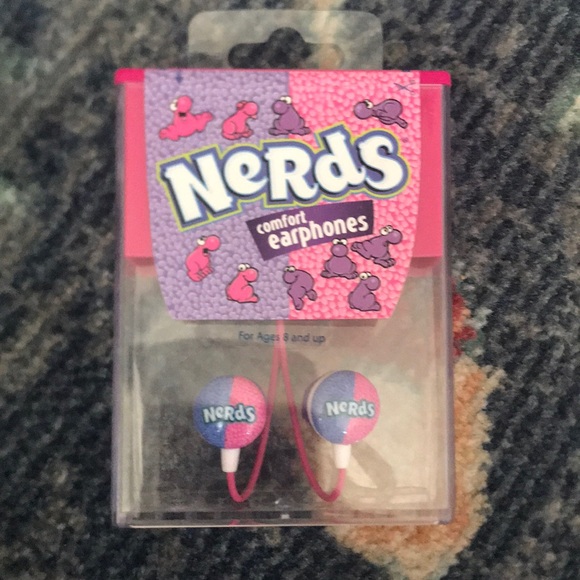 NeRdS
comfort
earphones
For Ages 8 and up
NeRdS
NeRdS